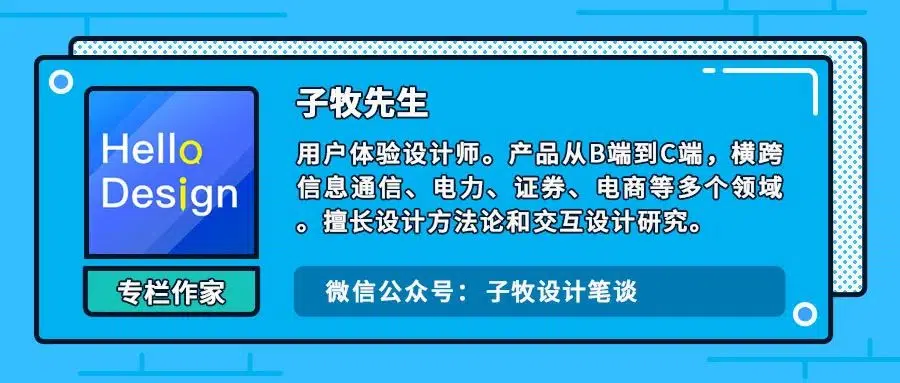 Hello
Design
专栏作家
子牧先生
用户体验设计师。产品从B端到C端，横跨
信息通信、电力、证券、电商等多个领域
。擅长设计方法论和交互设计研究。
微信公众号： 子牧设计笔谈